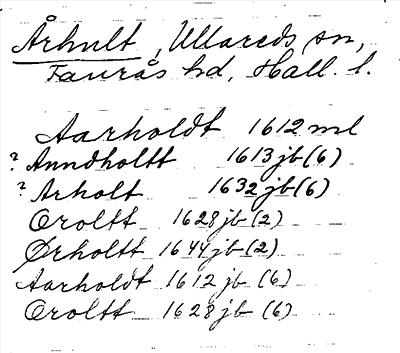 Århult, Ullareds sn,
Faurås hd, Hall. l.
Aarholdt 1612 ml
? Anndholtt 1613 jb (6)
? Arholt 1632 jb (6)
Oroltt 1628 jb (2)
Ørholtt 1644 jb (2)
Aarholdt 1612 jb (6)
Oroltt 1628 jb (6)